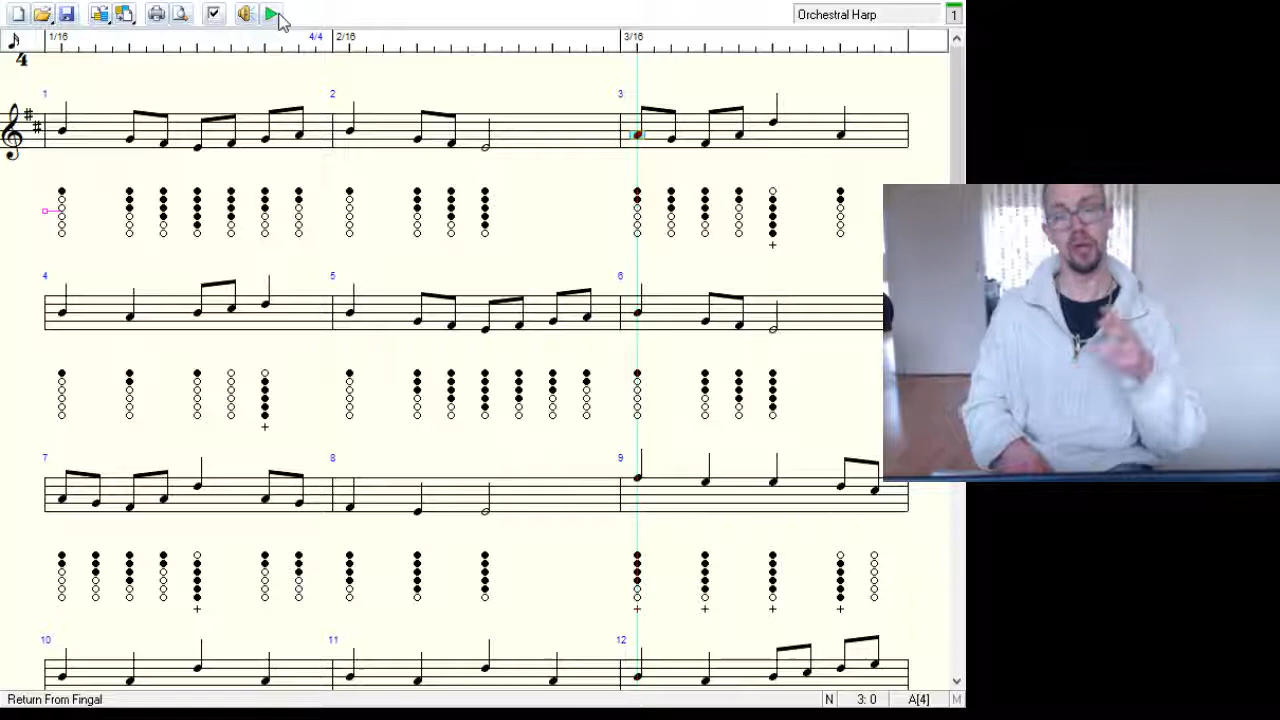 Orchestral Harp 1
1/16 4/4 2/16 3/16
4
1 2 3
+
4 5 6
+
7 8 9
+ + + + +
10 11 12
Return From Fingal N 3: 0 A[4] M